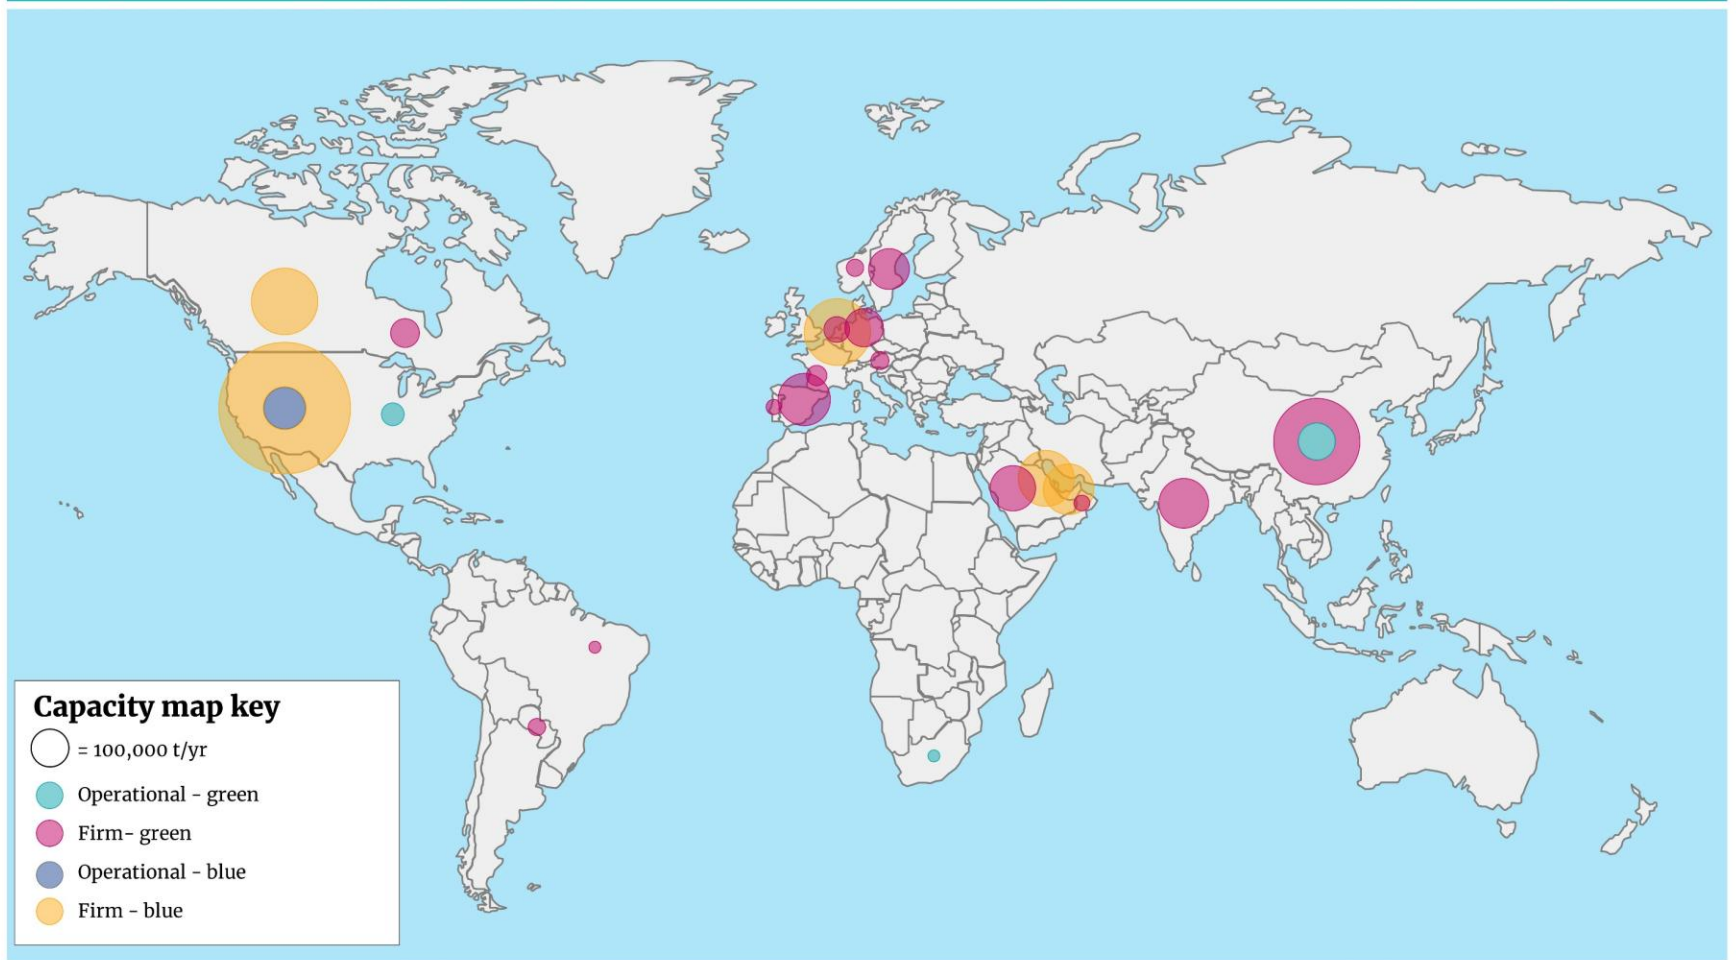 Capacity map key
= 100,000 t/yr
Operational - green
Firm- green
Operational - blue
Firm - blue